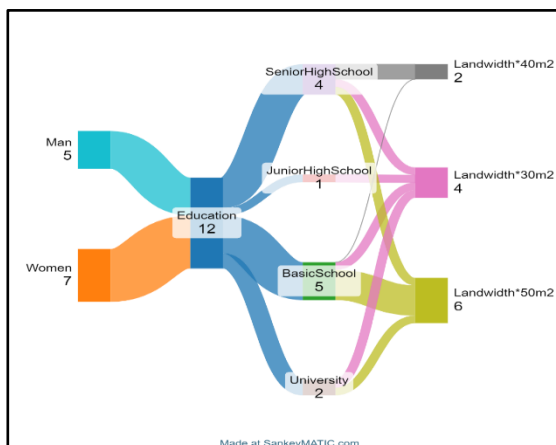 SeniorHighSchool
4
Landwidth*40m2
2
Man
5
JuniorHighSchool
1
Landwidth*30m2
4
Education
12
Women
7
BasicSchool
5
Landwidth*50m2
6
University
2
Made at SankeyMATIC.com